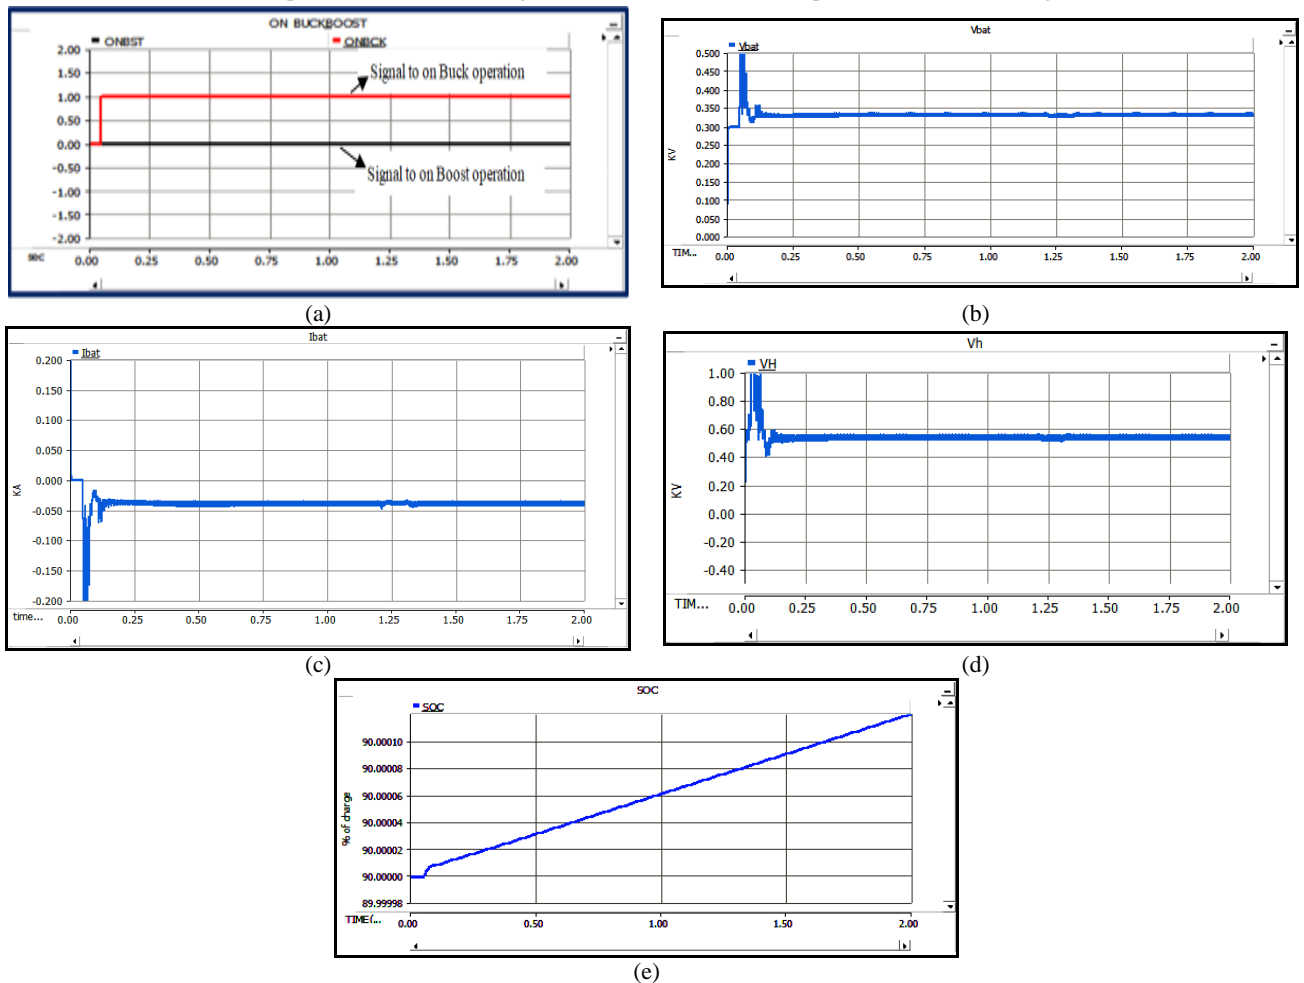 ON BUCKBOOST
ONBST
ONBCK
2.00
1.50
1.00
0.50
0.00
-0.50
-1.00
-1.50
-2.00
Signal to on Buck operation
Signal to on Boost operation
sec
0.00 0.25 0.50 0.75 1.00 1.25 1.50 1.75 2.00
(a)
Vbat
Vbat
0.500
0.450
0.400
0.350
0.300
0.250
0.200
0.150
0.100
0.050
0.000
KV
TIM...
0.00 0.25 0.50 0.75 1.00 1.25 1.50 1.75 2.00
(b)
Ibat
Ibat
0.200
0.150
0.100
0.050
0.000
-0.050
-0.100
-0.150
-0.200
KA
time...
0.00 0.25 0.50 0.75 1.00 1.25 1.50 1.75 2.00
(c)
Vh
VH
1.00
0.80
0.60
0.40
0.20
0.00
-0.20
-0.40
KV
TIM...
0.00 0.25 0.50 0.75 1.00 1.25 1.50 1.75 2.00
(d)
SOC
SOC
90.00010
90.00008
90.00006
90.00004
90.00002
90.00000
89.99998
% of charge
TIME(...
0.00 0.50 1.00 1.50 2.00
(e)